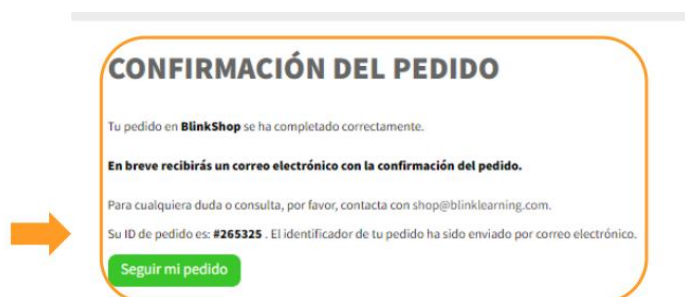 CONFIRMACIÓN DEL PEDIDO
Tu pedido en BlinkShop se ha completado correctamente.
En breve recibirás un correo electrónico con la confirmación del pedido.
Para cualquiera duda o consulta, por favor, contacta con shop@blinklearning.com.
Su ID de pedido es: #265325 . El identificador de tu pedido ha sido enviado por correo electrónico.
Seguir mi pedido